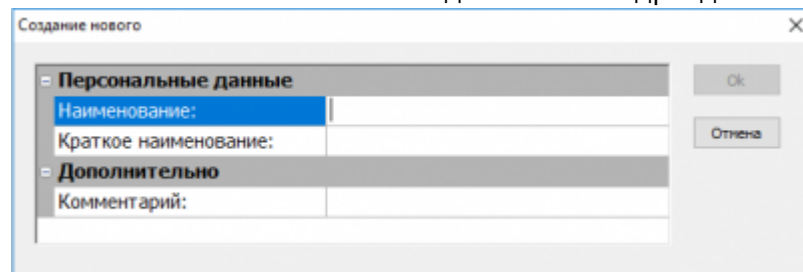 Создание нового
Персональные данные
Ok
Наименование:
Краткое наименование:
Отмена
Дополнительно
Комментарий: